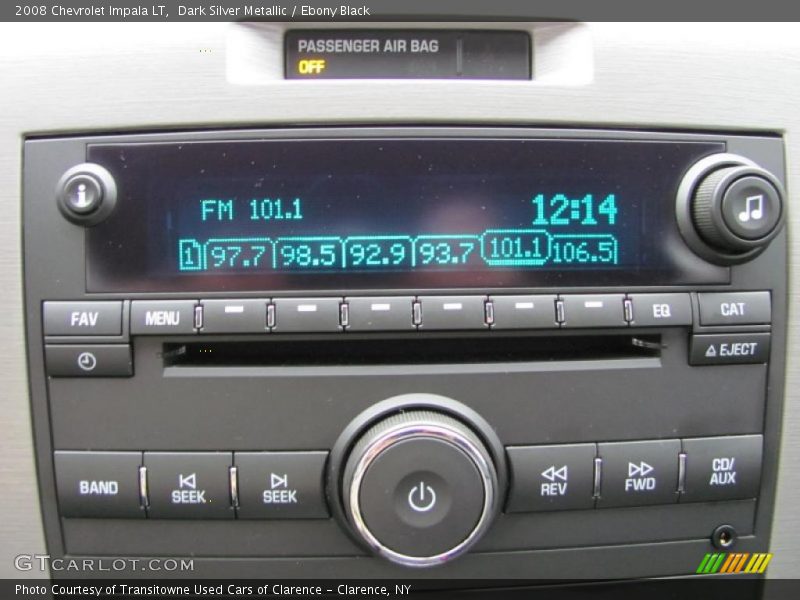 2008 Chevrolet Impala LT,  Dark Silver Metallic / Ebony Black
PASSENGER AIR BAG
OFF
i
FM 101.1
12:14
1 97.7 98.5 92.9 93.7 101.1 106.5
FAV
MENU
EQ
CAT
EJECT
BAND
SEEK
SEEK
REV
FWD
CD/
AUX
GTCARLOT.COM
Photo Courtesy of Transitowne Used Cars of Clarence - Clarence, NY